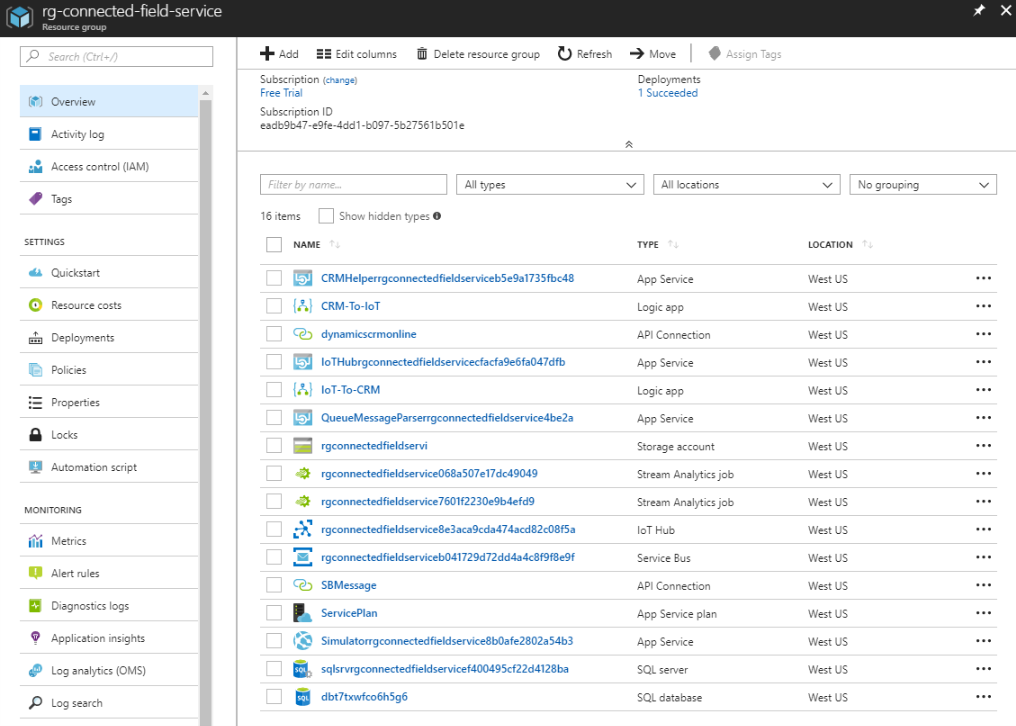 rg-connected-field-service
Resource group
Search (Ctrl+/)
Overview
Activity log
Access control (IAM)
Tags
SETTINGS
Quickstart
Resource costs
Deployments
Policies
Properties
Locks
Automation script
MONITORING
Metrics
Alert rules
Diagnostics logs
Application insights
Log analytics (OMS)
Log search
Add Edit columns Delete resource group Refresh Move Assign Tags
Subscription (change) Deployments
Free Trial 1 Succeeded
Subscription ID
eadb9b47-e9fe-4dd1-b097-5b27561b501e
Filter by name... All types All locations No grouping
16 items Show hidden types
NAME TYPE LOCATION
CRMHelperrgconnectedfieldserviceb5e9a1735fbc48 App Service West US
CRM-To-IoT Logic app West US
dynamicscrmonline API Connection West US
IoTHubrgconnectedfieldservicecfacfa9e6fa047dfb App Service West US
IoT-To-CRM Logic app West US
QueueMessageParserrgconnectedfieldservice4be2a App Service West US
rgconnectedfieldservi Storage account West US
rgconnectedfieldservice068a507e17dc49049 Stream Analytics job West US
rgconnectedfieldservice7601f2230e9b4efd9 Stream Analytics job West US
rgconnectedfieldservice8e3aca9cda474acd82c08f5a IoT Hub West US
rgconnectedfieldserviceb041729d72dd4a4c8f9f8e9f Service Bus West US
SBMessage API Connection West US
ServicePlan App Service plan West US
Simulatorrgconnectedfieldservice8b0afe2802a54b3 App Service West US
sqlsrvrgconnectedfieldservicef400495cf22d4128ba SQL server West US
dbt7txwfco6h5g6 SQL database West US